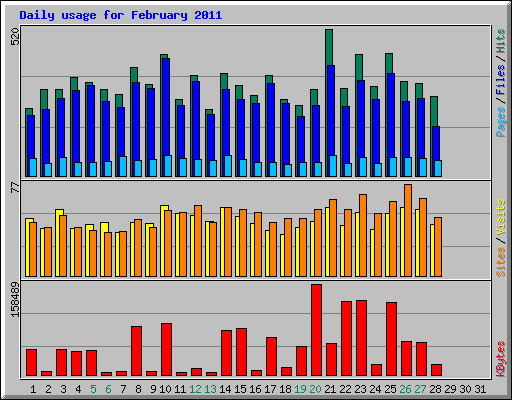 Daily usage for February 2011
520
Pages / Files / Hits
77
Sites / Visits
158489
KBytes
1 2 3 4 5 6 7 8 9 10 11 12 13 14 15 16 17 18 19 20 21 22 23 24 25 26 27 28 29 30 31